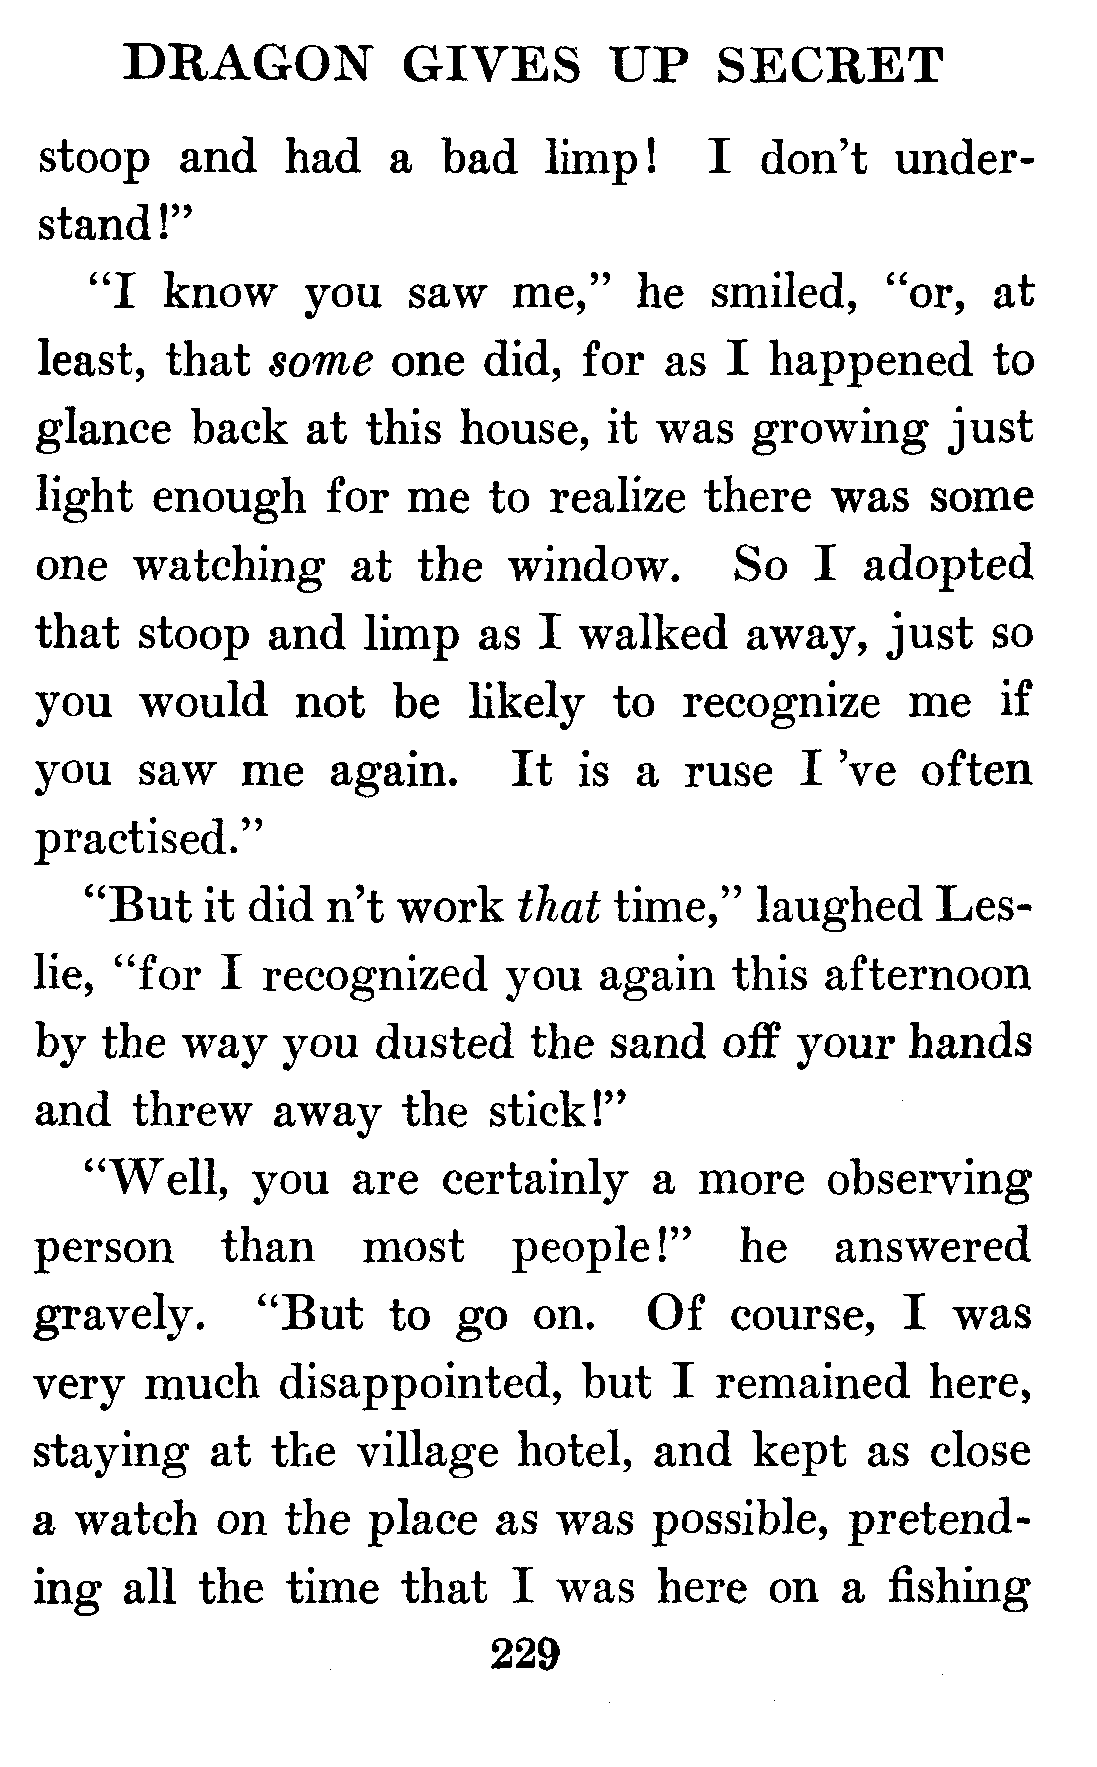 DRAGON GIVES UP SECRET
stoop and had a bad limp! I don't under-
stand!”
“I know you saw me,” he smiled, “or, at
least, that some one did, for as I happened to
glance back at this house, it was growing just
light enough for me to realize there was some
one watching at the window. So I adopted
that stoop and limp as I walked away, just so
you would not be likely to recognize me if
you saw me again. It is a ruse I 've often
practised.”
“But it did n't work that time,” laughed Les-
lie, “for I recognized you again this afternoon
by the way you dusted the sand off your hands
and threw away the stick!”
“Well, you are certainly a more observing
person than most people!” he answered
gravely. “But to go on. Of course, I was
very much disappointed, but I remained here,
staying at the village hotel, and kept as close
a watch on the place as was possible, pretend-
ing all the time that I was here on a fishing
229